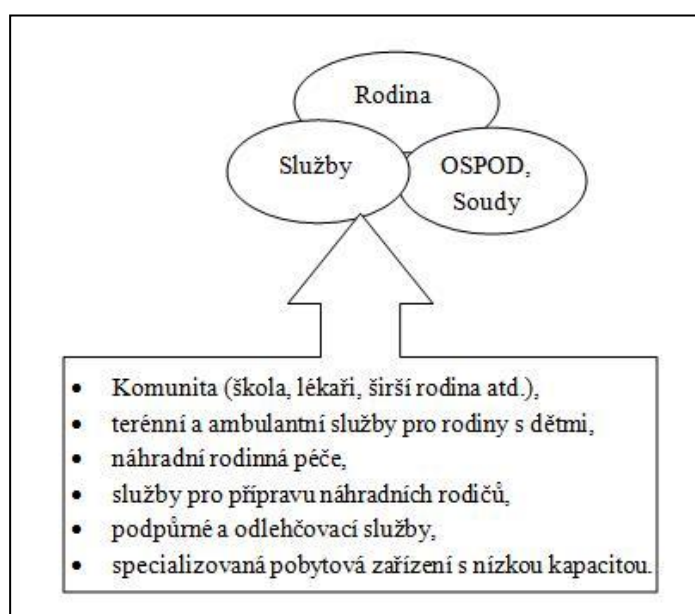 Rodina
Služby
OSPOD,
Soudy
• Komunita (škola, lékaři, širší rodina atd.),
• terénní a ambulantní služby pro rodiny s dětmi,
• náhradní rodinná péče,
• služby pro přípravu náhradních rodičů,
• podpůrné a odlehčovací služby,
• specializovaná pobytová zařízení s nízkou kapacitou.